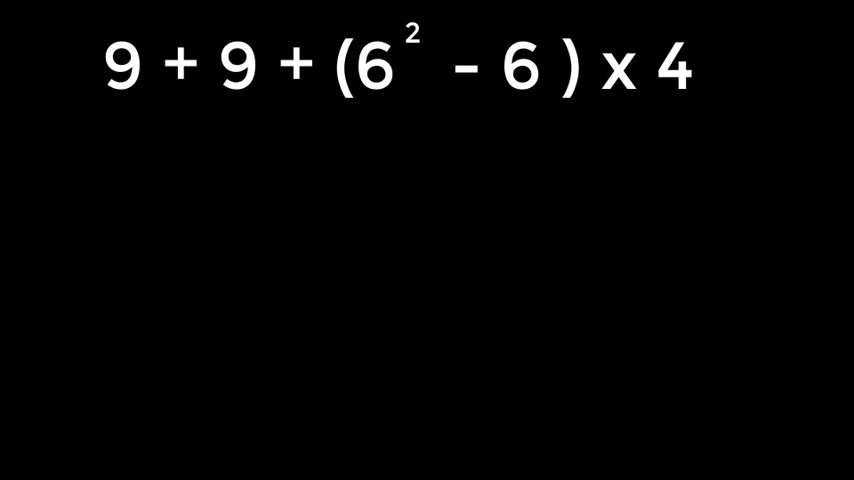 9 + 9 + (6² - 6 ) x 4